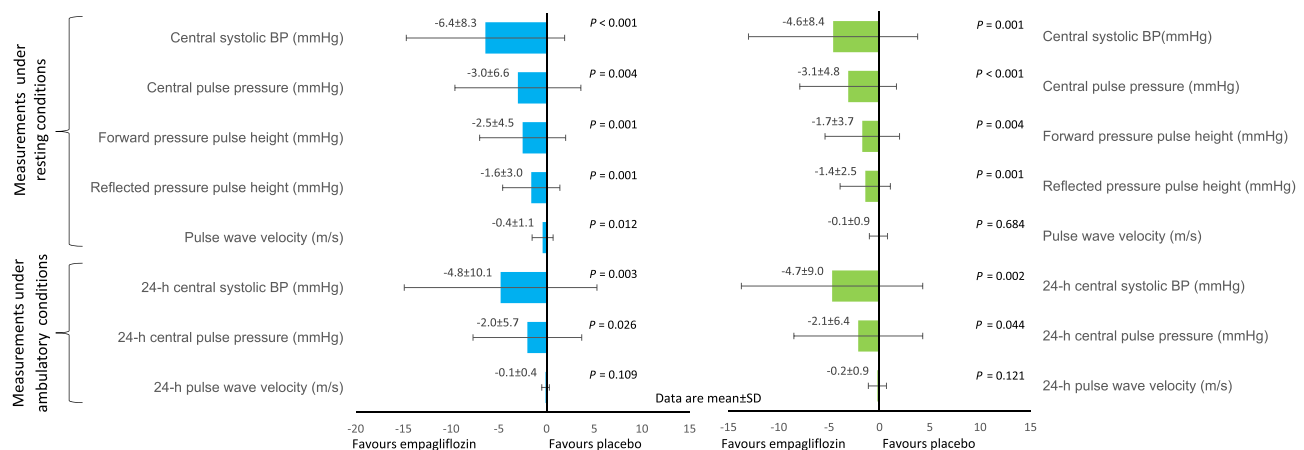 Measurements under
resting conditions
Central systolic BP (mmHg)
-6.4±8.3
P < 0.001
-4.6±8.4
P = 0.001
Central systolic BP(mmHg)
Central pulse pressure (mmHg)
-3.0±6.6
P = 0.004
-3.1±4.8
P < 0.001
Central pulse pressure (mmHg)
Forward pressure pulse height (mmHg)
-2.5±4.5
P = 0.001
-1.7±3.7
P = 0.004
Forward pressure pulse height (mmHg)
Reflected pressure pulse height (mmHg)
-1.6±3.0
P = 0.001
-1.4±2.5
P = 0.001
Reflected pressure pulse height (mmHg)
Pulse wave velocity (m/s)
-0.4±1.1
P = 0.012
-0.1±0.9
P = 0.684
Pulse wave velocity (m/s)
Measurements under
ambulatory conditions
24-h central systolic BP (mmHg)
-4.8±10.1
P = 0.003
-4.7±9.0
P = 0.002
24-h central systolic BP (mmHg)
24-h central pulse pressure (mmHg)
-2.0±5.7
P = 0.026
-2.1±6.4
P = 0.044
24-h central pulse pressure (mmHg)
24-h pulse wave velocity (m/s)
-0.1±0.4
P = 0.109
-0.2±0.9
P = 0.121
24-h pulse wave velocity (m/s)
Data are mean±SD
-20 -15 -10 -5 0 5 10 15
-15 -10 -5 0 5 10 15
Favours empagliflozin Favours placebo
Favours empagliflozin Favours placebo